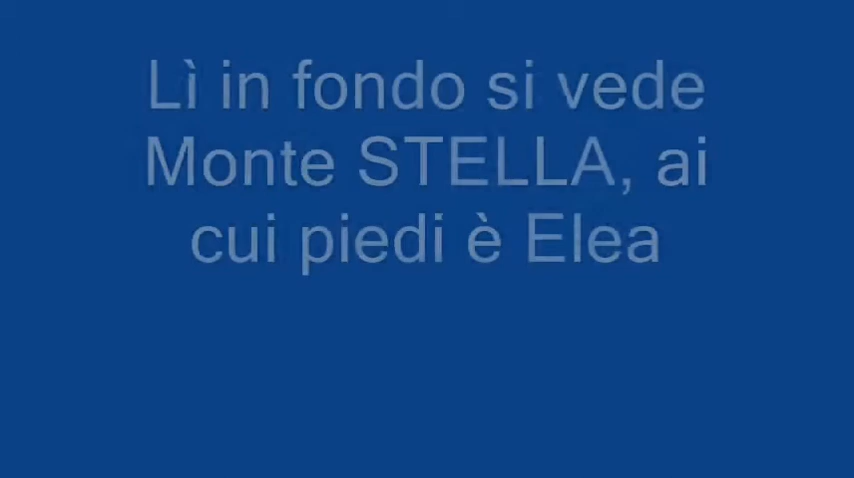 Lì in fondo si vede
Monte STELLA, ai
cui piedi è Elea